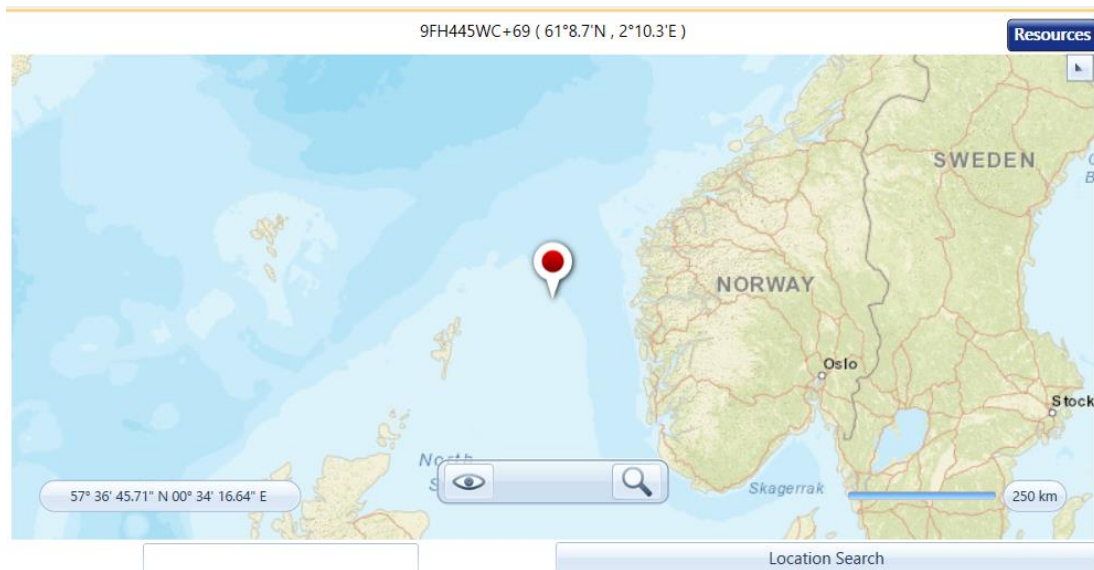 9FH445WC+69 ( 61°8.7'N , 2°10.3'E )
Resources
SWEDEN
NORWAY
Oslo
Stock
North
S
57° 36' 45.71" N 00° 34' 16.64" E
Skagerrak
250 km
Location Search